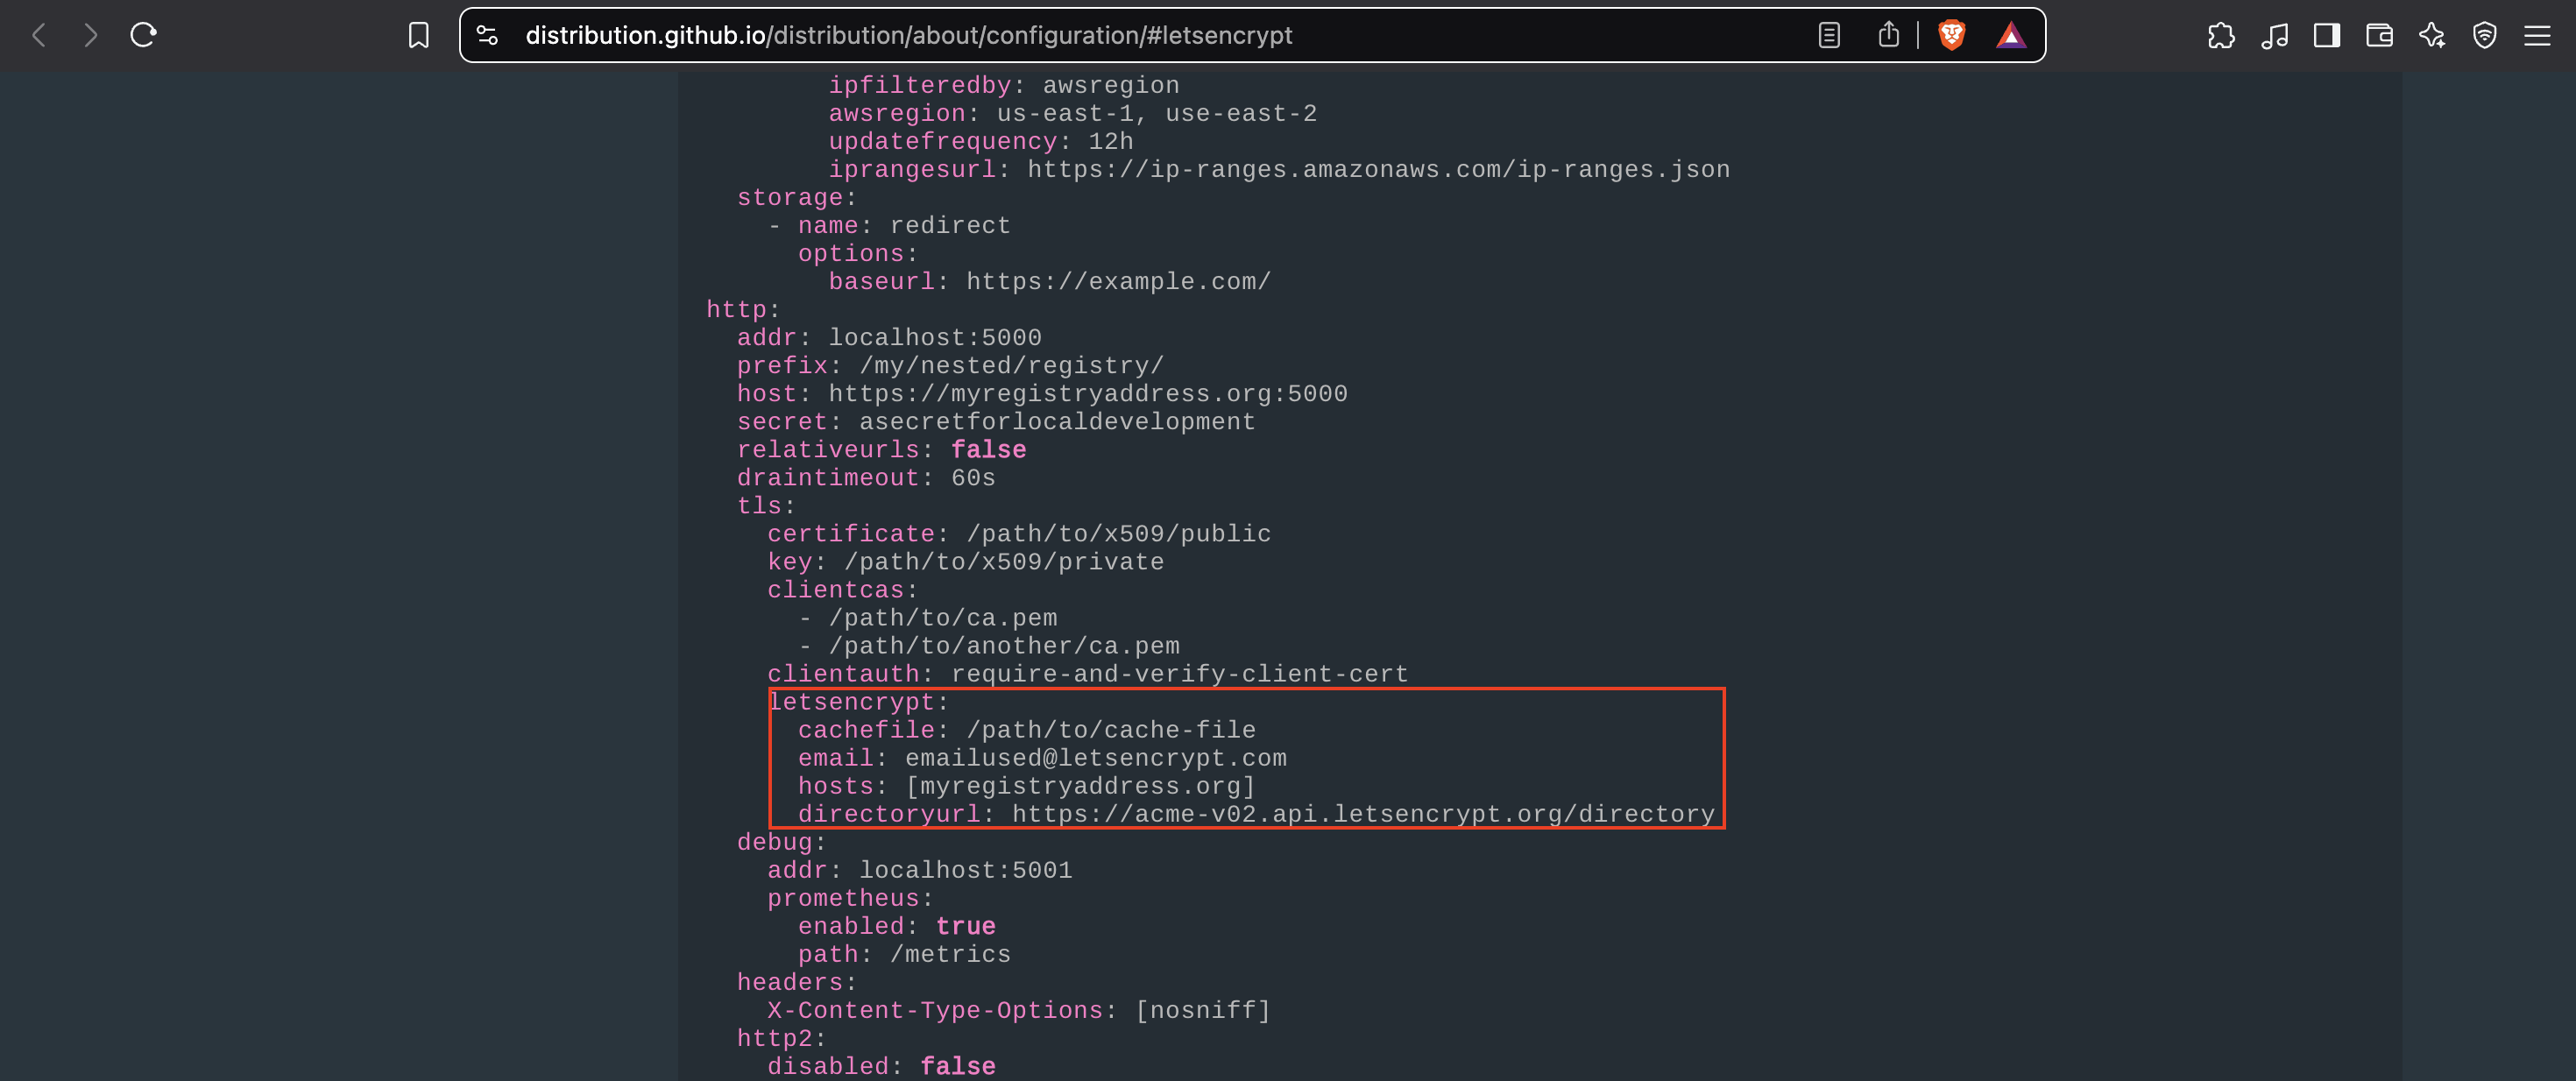 distribution.github.io/distribution/about/configuration/#letsencrypt
ipfilteredby: awsregion
awsregion: us-east-1, use-east-2
updatefrequency: 12h
iprangesurl: https://ip-ranges.amazonaws.com/ip-ranges.json
storage:
- name: redirect
options:
baseurl: https://example.com/
http:
addr: localhost:5000
prefix: /my/nested/registry/
host: https://myregistryaddress.org:5000
secret: asecretforlocaldevelopment
relativeurls: false
draintimeout: 60s
tls:
certificate: /path/to/x509/public
key: /path/to/x509/private
clientcas:
- /path/to/ca.pem
- /path/to/another/ca.pem
clientauth: require-and-verify-client-cert
letsencrypt:
cachefile: /path/to/cache-file
email: emailused@letsencrypt.com
hosts: [myregistryaddress.org]
directoryurl: https://acme-v02.api.letsencrypt.org/directory
debug:
addr: localhost:5001
prometheus:
enabled: true
path: /metrics
headers:
X-Content-Type-Options: [nosniff]
http2:
disabled: false